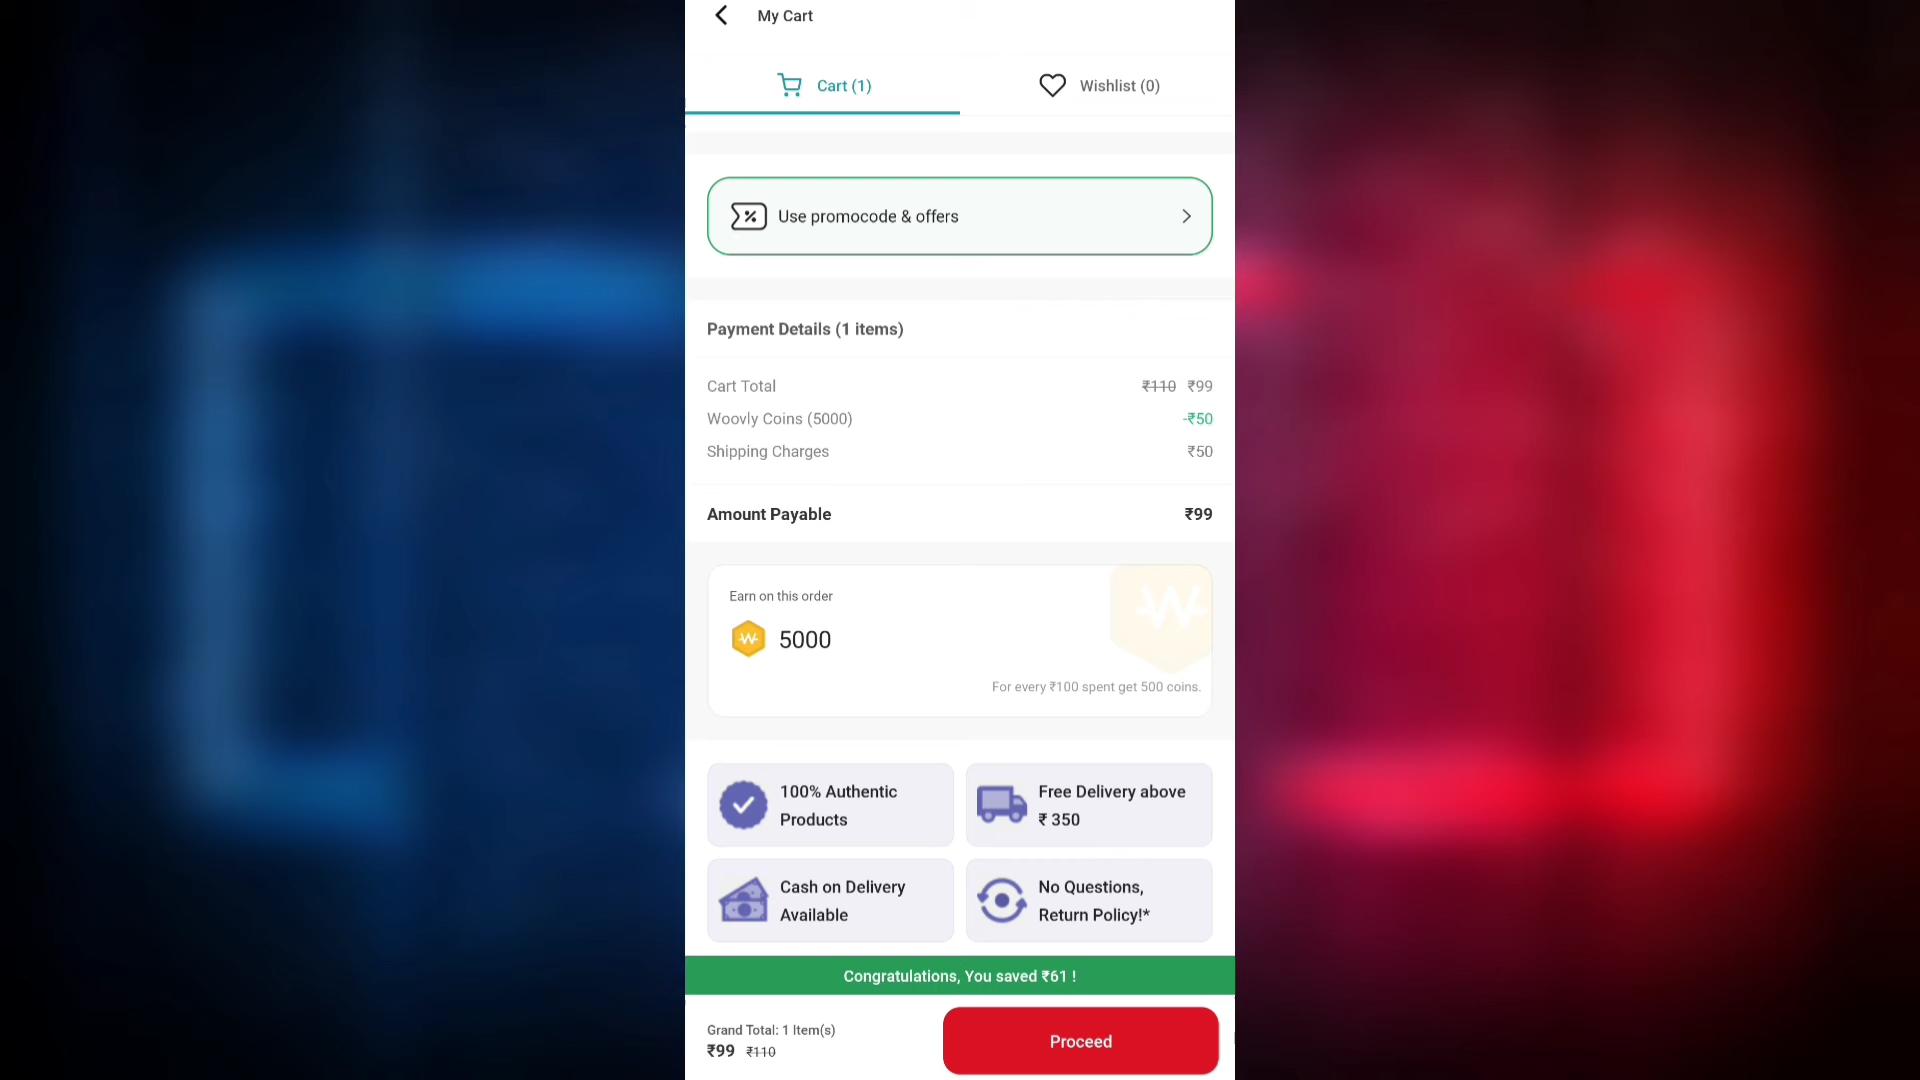 My Cart
Cart (1)
Wishlist (0)
Use promocode & offers
Payment Details (1 items)
Cart Total ₹110 ₹99
Woovly Coins (5000) -₹50
Shipping Charges ₹50
Amount Payable ₹99
Earn on this order
5000
For every ₹100 spent get 500 coins.
100% Authentic
Products
Free Delivery above
₹ 350
Cash on Delivery
Available
No Questions,
Return Policy!*
Congratulations, You saved ₹61 !
Grand Total: 1 Item(s)
₹99 ₹110
Proceed